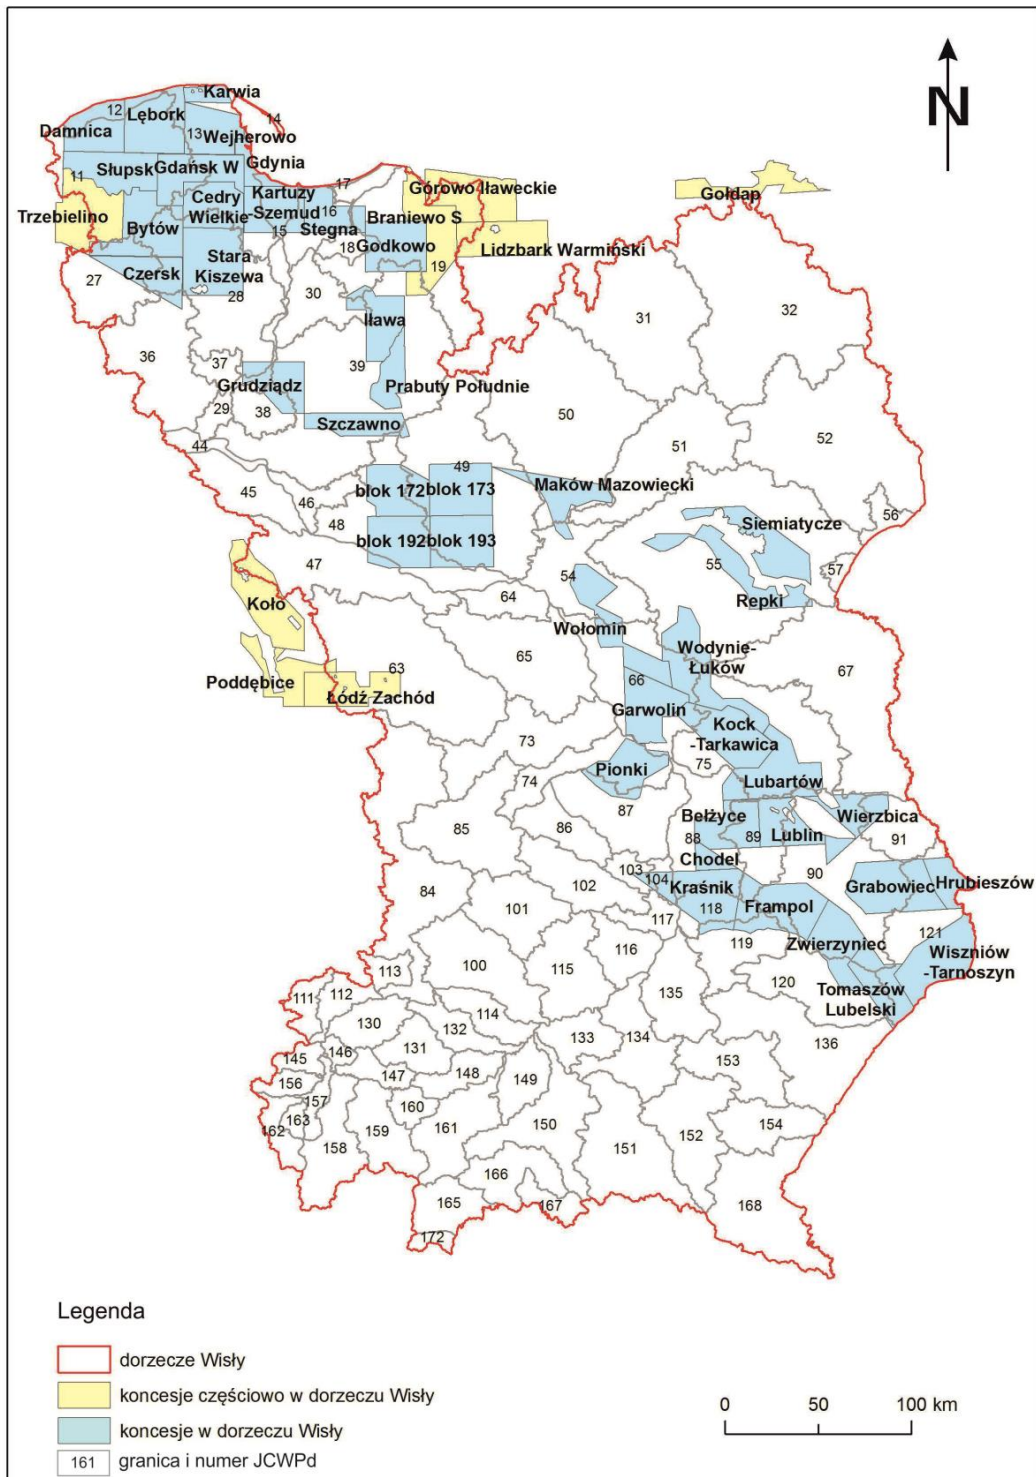 N
Karwia
12
Lębork
14
Damnica
13
Wejherowo
Gdynia
11
Słupsk
Gdańsk W
17
Górowo Iławeckie
Gołdap
Trzebielino
Cedry
Wielkie
Kartuzy
-Szemud
16
Stegna
Braniewo S
Bytów
15
18
Godkowo
Lidzbark Warmiński
Stara
Kiszewa
19
27
Czersk
28
30
31
32
Iława
36
37
39
Grudziądz
Prabuty Południe
29
38
Szczawno
50
44
51
52
49
45
46
blok 172
blok 173
Maków Mazowiecki
48
Siemiatycze
56
blok 192
blok 193
47
55
57
54
64
Repki
Koło
Wołomin
65
Wodynie-
Łuków
63
67
Poddębice
Łódź Zachód
66
Garwolin
Kock
-Tarkawica
73
75
74
Pionki
Lubartów
87
Bełżyce
Wierzbica
85
86
88
89
Lublin
91
Chodel
103
104
90
84
102
Kraśnik
Grabowiec
Hrubieszów
101
118
Frampol
117
121
116
119
Zwierzyniec
Wiszniów
-Tarnoszyn
113
100
115
120
Tomaszów
Lubelski
111
112
135
114
130
132
133
134
136
131
145
146
153
156
147
148
149
157
160
163
162
161
150
154
158
159
151
152
166
165
167
168
172
Legenda
dorzecze Wisły
koncesje częściowo w dorzeczu Wisły
koncesje w dorzeczu Wisły
161 granica i numer JCWPd
0 50 100 km